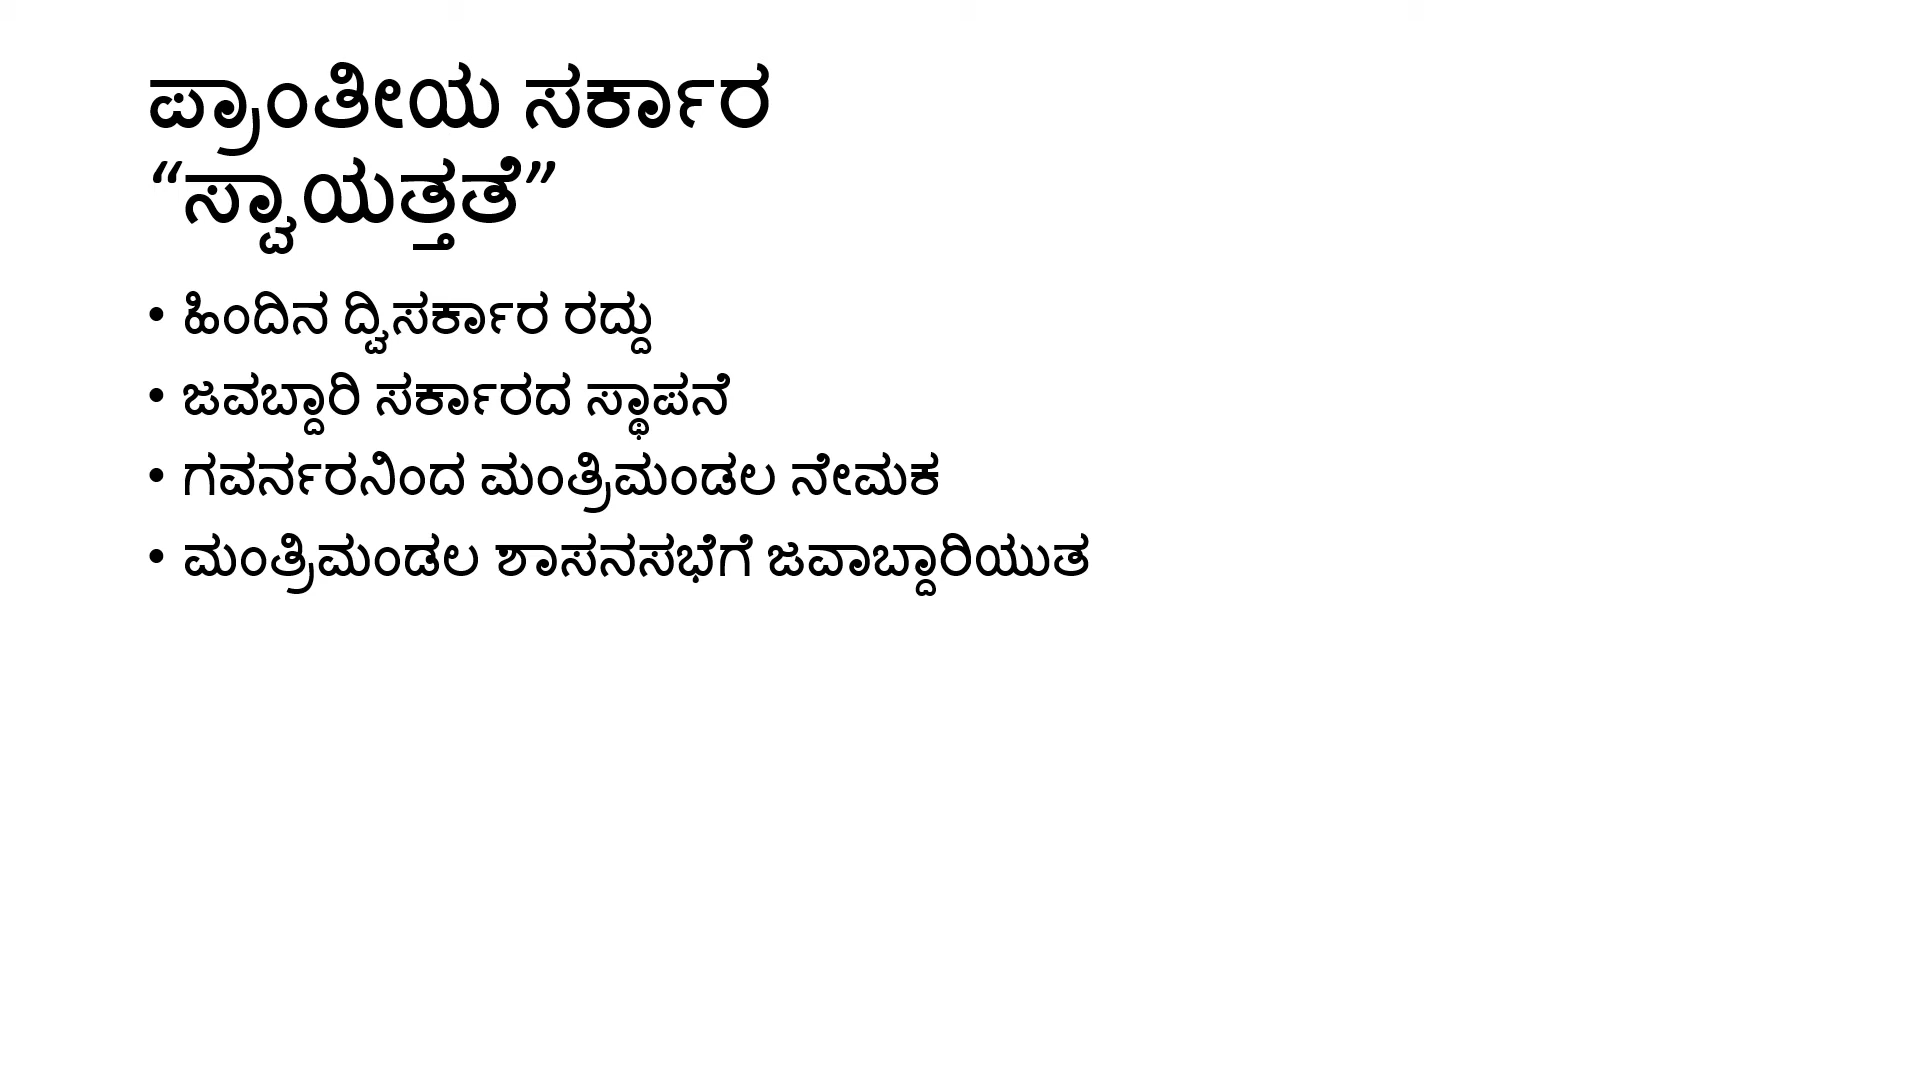 ಪ್ರಾಂತೀಯ ಸರ್ಕಾರ
“ಸ್ವಾಯತ್ತತೆ”
• ಹಿಂದಿನ ದ್ವಿಸರ್ಕಾರ ರದ್ದು
• ಜವಬ್ದಾರಿ ಸರ್ಕಾರದ ಸ್ಥಾಪನೆ
• ಗವರ್ನರನಿಂದ ಮಂತ್ರಿಮಂಡಲ ನೇಮಕ
• ಮಂತ್ರಿಮಂಡಲ ಶಾಸನಸಭೆಗೆ ಜವಾಬ್ದಾರಿಯುತ